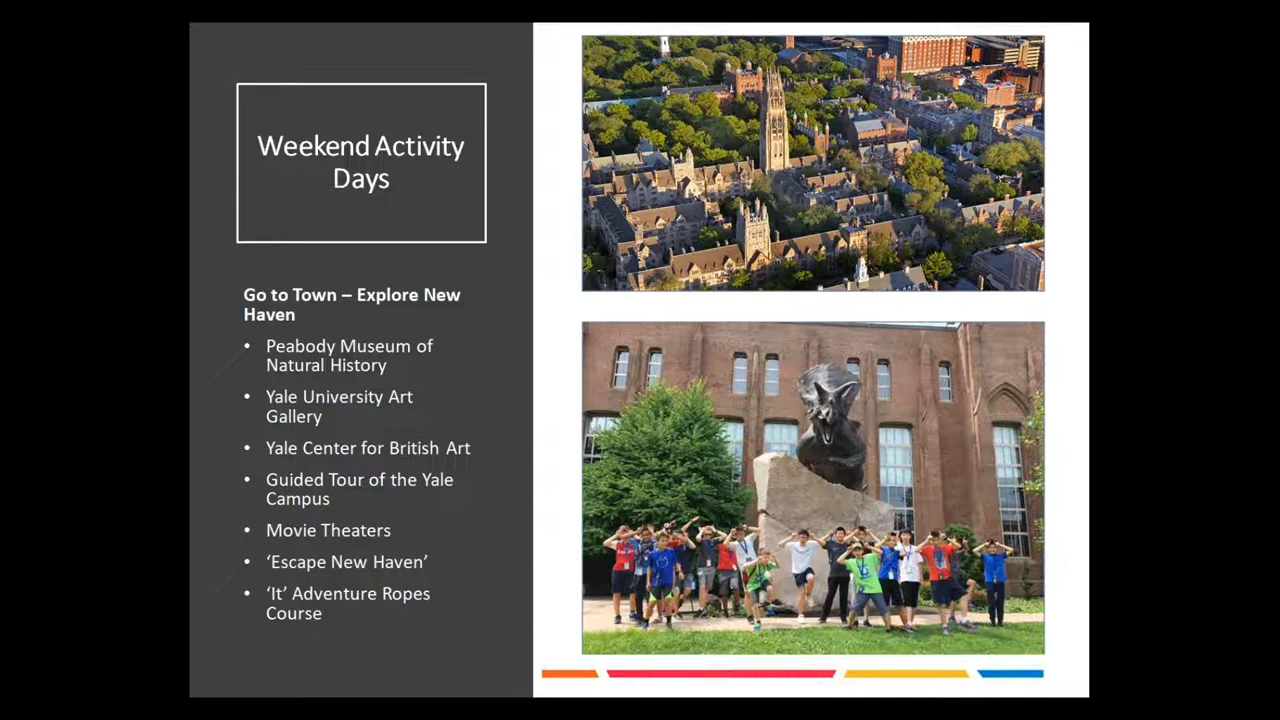 Weekend Activity
Days
Go to Town – Explore New
Haven
• Peabody Museum of
Natural History
• Yale University Art
Gallery
• Yale Center for British Art
• Guided Tour of the Yale
Campus
• Movie Theaters
• ‘Escape New Haven’
• ‘It’ Adventure Ropes
Course